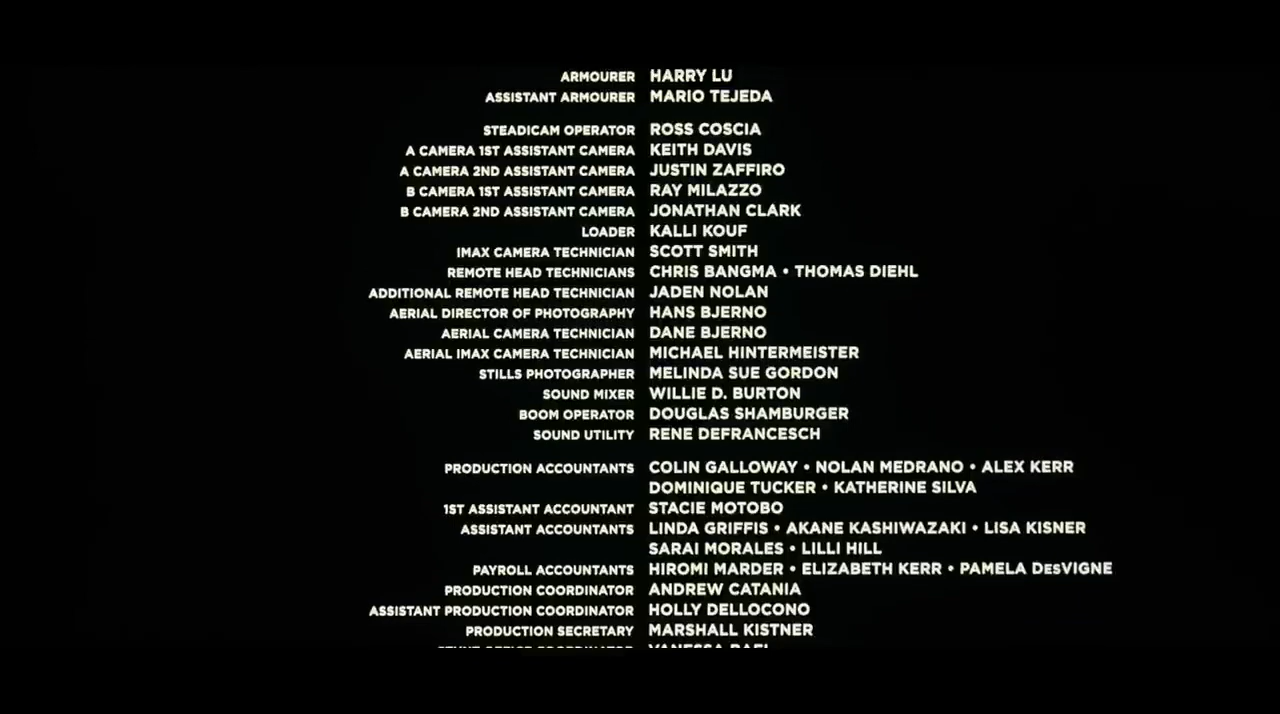 ARMOURER HARRY LU
ASSISTANT ARMOURER MARIO TEJEDA
STEADICAM OPERATOR ROSS COSCIA
A CAMERA 1ST ASSISTANT CAMERA KEITH DAVIS
A CAMERA 2ND ASSISTANT CAMERA JUSTIN ZAFFIRO
B CAMERA 1ST ASSISTANT CAMERA RAY MILAZZO
B CAMERA 2ND ASSISTANT CAMERA JONATHAN CLARK
LOADER KALLI KOUF
IMAX CAMERA TECHNICIAN SCOTT SMITH
REMOTE HEAD TECHNICIANS CHRIS BANGMA • THOMAS DIEHL
ADDITIONAL REMOTE HEAD TECHNICIAN JADEN NOLAN
AERIAL DIRECTOR OF PHOTOGRAPHY HANS BJERNO
AERIAL CAMERA TECHNICIAN DANE BJERNO
AERIAL IMAX CAMERA TECHNICIAN MICHAEL HINTERMEISTER
STILLS PHOTOGRAPHER MELINDA SUE GORDON
SOUND MIXER WILLIE D. BURTON
BOOM OPERATOR DOUGLAS SHAMBURGER
SOUND UTILITY RENE DEFRANCESCH
PRODUCTION ACCOUNTANTS COLIN GALLOWAY • NOLAN MEDRANO • ALEX KERR
DOMINIQUE TUCKER • KATHERINE SILVA
1ST ASSISTANT ACCOUNTANT STACIE MOTOBO
ASSISTANT ACCOUNTANTS LINDA GRIFFIS • AKANE KASHIWAZAKI • LISA KISNER
SARAI MORALES • LILLI HILL
PAYROLL ACCOUNTANTS HIROMI MARDER • ELIZABETH KERR • PAMELA DESVIGNE
PRODUCTION COORDINATOR ANDREW CATANIA
ASSISTANT PRODUCTION COORDINATOR HOLLY DELLOCONO
PRODUCTION SECRETARY MARSHALL KISTNER